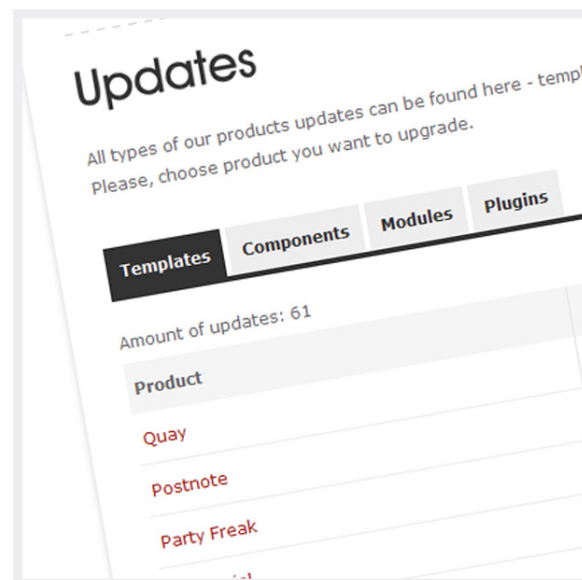 Updates
All types of our products updates can be found here -
Please, choose product you want to upgrade.
Templates Components Modules Plugins
Amount of updates: 61
Product
Quay
Postnote
Party Freak